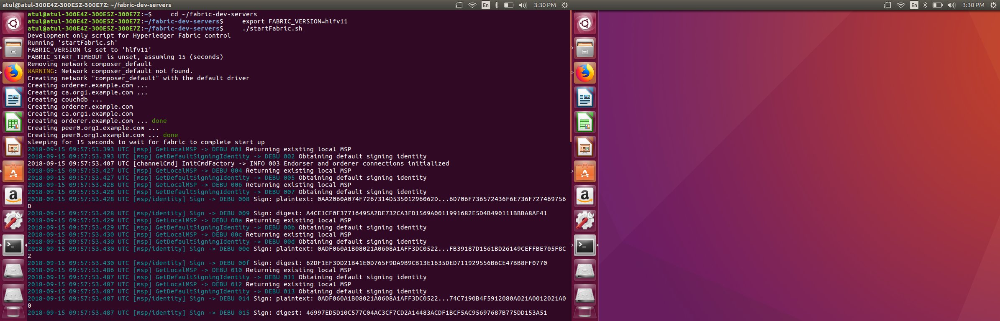 atul@atul-300E4Z-300E5Z-300E7Z: ~/fabric-dev-servers
En
3:30 PM
En
3:30 PM
atul@atul-300E4Z-300E5Z-300E7Z:~$     cd ~/fabric-dev-servers
atul@atul-300E4Z-300E5Z-300E7Z:~/fabric-dev-servers$     export FABRIC_VERSION=hlfv11
atul@atul-300E4Z-300E5Z-300E7Z:~/fabric-dev-servers$     ./startFabric.sh
Development only script for Hyperledger Fabric control
Running 'startFabric.sh'
FABRIC_VERSION is set to 'hlfv11'
FABRIC_START_TIMEOUT is unset, assuming 15 (seconds)
Removing network composer_default
WARNING: Network composer_default not found.
Creating network "composer_default" with the default driver
Creating orderer.example.com ...
Creating ca.org1.example.com ...
Creating couchdb ...
Creating orderer.example.com
Creating ca.org1.example.com
Creating orderer.example.com ... done
Creating peer0.org1.example.com ...
Creating peer0.org1.example.com ... done
sleeping for 15 seconds to wait for fabric to complete start up
2018-09-15 09:57:53.393 UTC [msp] GetLocalMSP -> DEBU 001 Returning existing local MSP
2018-09-15 09:57:53.393 UTC [msp] GetDefaultSigningIdentity -> DEBU 002 Obtaining default signing identity
2018-09-15 09:57:53.407 UTC [channelCmd] InitCmdFactory -> INFO 003 Endorser and orderer connections initialized
2018-09-15 09:57:53.427 UTC [msp] GetLocalMSP -> DEBU 004 Returning existing local MSP
2018-09-15 09:57:53.427 UTC [msp] GetDefaultSigningIdentity -> DEBU 005 Obtaining default signing identity
2018-09-15 09:57:53.428 UTC [msp] GetLocalMSP -> DEBU 006 Returning existing local MSP
2018-09-15 09:57:53.428 UTC [msp] GetDefaultSigningIdentity -> DEBU 007 Obtaining default signing identity
2018-09-15 09:57:53.428 UTC [msp/identity] Sign -> DEBU 008 Sign: plaintext: 0AA2060A074F7267314D53501296062D...6D706F736572436F6E736F727469756
D
2018-09-15 09:57:53.428 UTC [msp/identity] Sign -> DEBU 009 Sign: digest: A4CE1CF0F37716495A2DE732CA3FD1569A0011991682E5D4B490111BBBA8AF41
2018-09-15 09:57:53.429 UTC [msp] GetLocalMSP -> DEBU 00a Returning existing local MSP
2018-09-15 09:57:53.429 UTC [msp] GetDefaultSigningIdentity -> DEBU 00b Obtaining default signing identity
2018-09-15 09:57:53.430 UTC [msp] GetLocalMSP -> DEBU 00c Returning existing local MSP
2018-09-15 09:57:53.430 UTC [msp] GetDefaultSigningIdentity -> DEBU 00d Obtaining default signing identity
2018-09-15 09:57:53.430 UTC [msp/identity] Sign -> DEBU 00e Sign: plaintext: 0ADF060A1B08021A0608A1AFF3DC0522...FB39187D1561BD26149CEFFBE705F8C
2
2018-09-15 09:57:53.430 UTC [msp/identity] Sign -> DEBU 00f Sign: digest: 62DF1EF3DD21B41E0D765F9DA9B9CB13E1635DED711929556B6CE47BB8FF0770
2018-09-15 09:57:53.486 UTC [msp] GetLocalMSP -> DEBU 010 Returning existing local MSP
2018-09-15 09:57:53.487 UTC [msp] GetDefaultSigningIdentity -> DEBU 011 Obtaining default signing identity
2018-09-15 09:57:53.487 UTC [msp] GetLocalMSP -> DEBU 012 Returning existing local MSP
2018-09-15 09:57:53.487 UTC [msp] GetDefaultSigningIdentity -> DEBU 013 Obtaining default signing identity
2018-09-15 09:57:53.487 UTC [msp/identity] Sign -> DEBU 014 Sign: plaintext: 0ADF060A1B08021A0608A1AFF3DC0522...74C7190B4F5912080A021A0012021A0
0
2018-09-15 09:57:53.487 UTC [msp/identity] Sign -> DEBU 015 Sign: digest: 46997ED5D10C577C04AC3CF7CD2A14483ACDF1BCF5AC95697687B775DD153A51